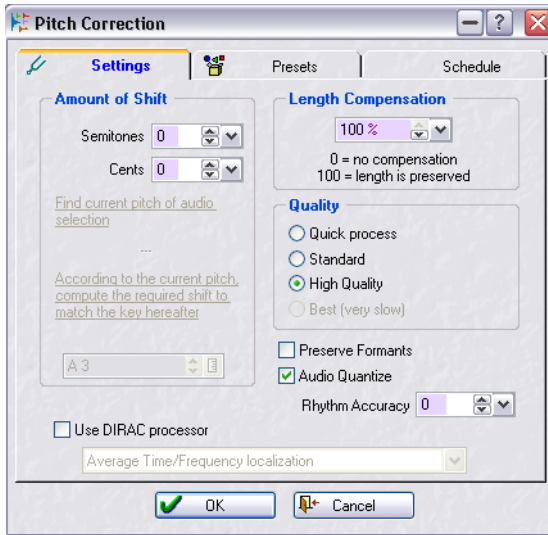 Pitch Correction
Settings
Presets
Schedule
Amount of Shift
Semitones 0
Cents 0
Find current pitch of audio
selection
...
According to the current pitch,
compute the required shift to
match the key hereafter
A 3
Length Compensation
100 %
0 = no compensation
100 = length is preserved
Quality
Quick process
Standard
High Quality
Best (very slow)
Preserve Formants
Audio Quantize
Rhythm Accuracy 0
Use DIRAC processor
Average Time/Frequency localization
OK
Cancel